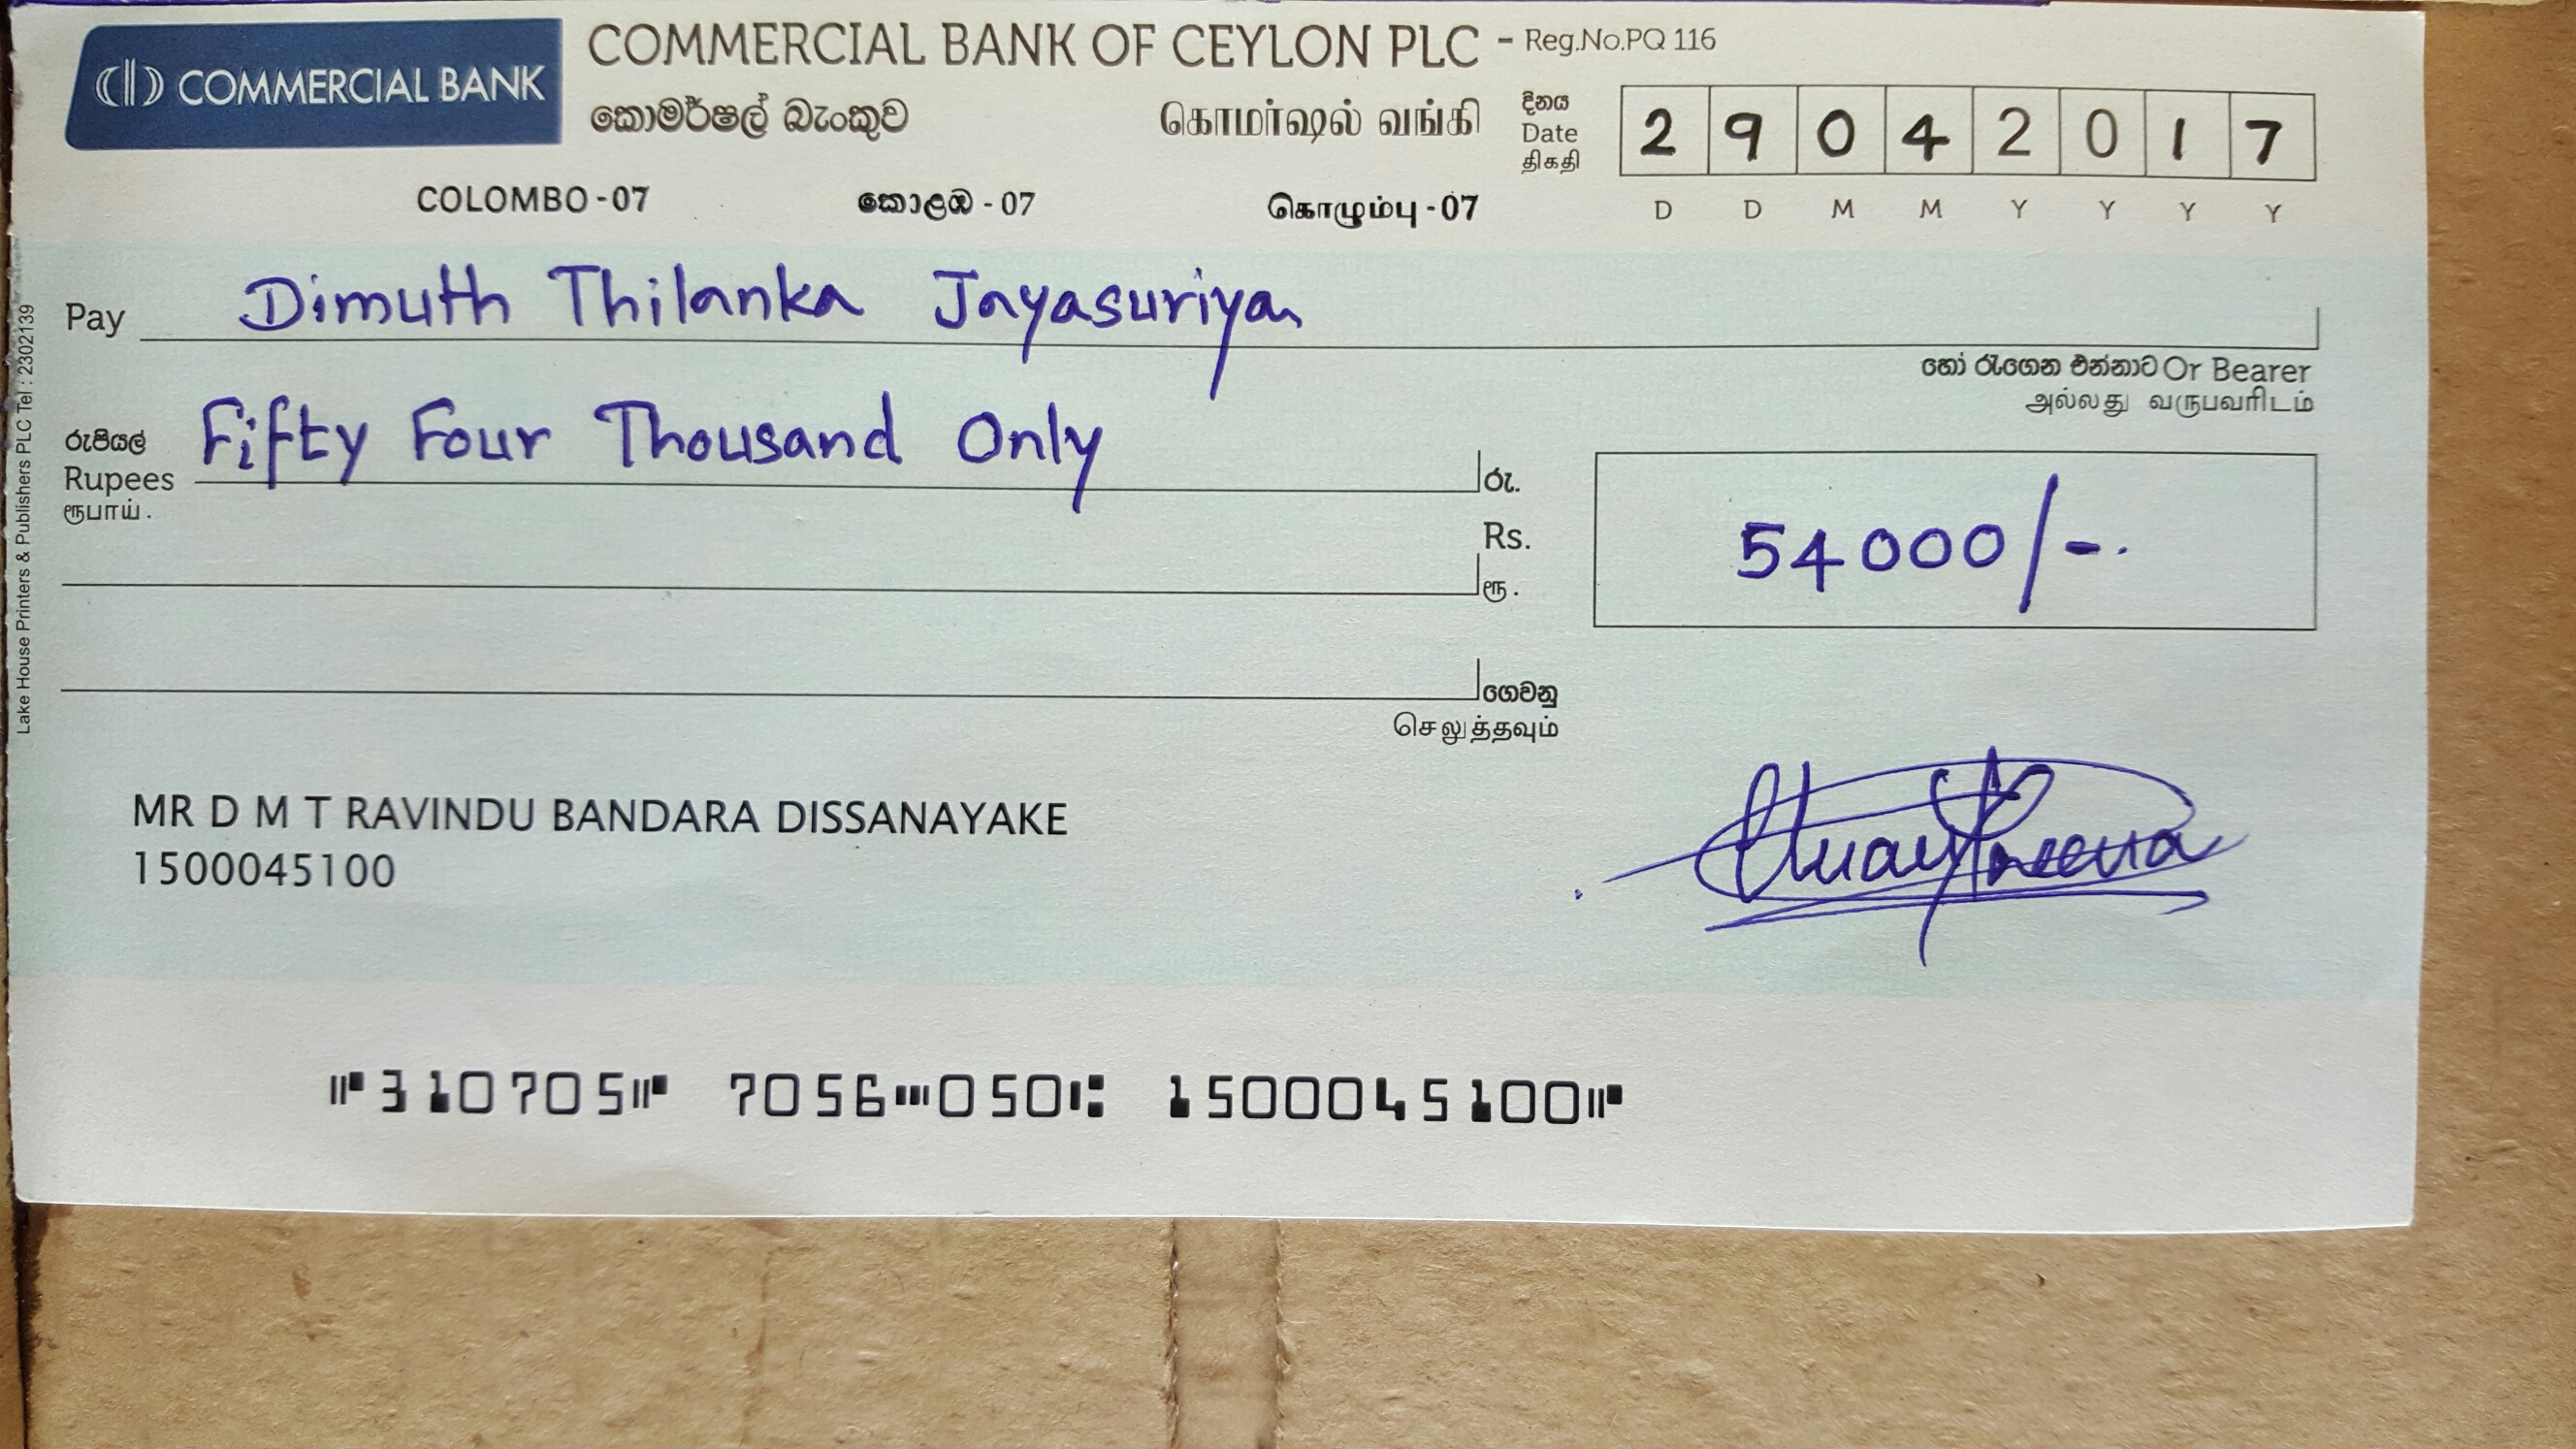 COMMERCIAL BANK
COMMERCIAL BANK OF CEYLON PLC - Reg.No.PQ 116
කොමර්ෂල් බැංකුව கொமர்ஷல் வங்கி
දිනය
Date
திகதி
2 9 0 4 2 0 1 7
D D M M Y Y Y Y
COLOMBO - 07 කොළඹ - 07 கொழும்பு - 07
Pay Dimuth Thilanka Jayasuriya
හෝ රැගෙන එන්නාට Or Bearer
அல்லது வருபவரிடம்
රුපියල්
Rupees Fifty Four Thousand Only
ரூபாய்.
රු.
Rs. 54000/-.
ரூ.
ගෙවනු
செலுத்தவும்
MR D M T RAVINDU BANDARA DISSANAYAKE
1500045100
310705 7056 050 1500045100
Lake House Printers & Publishers PLC Tel : 2302139